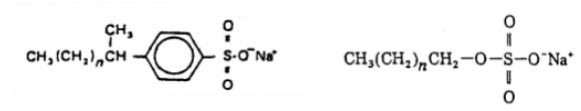 CH₃
O
CH₃(CH₂)ₙCH
S-O⁻Na⁺
O
O
CH₃(CH₂)ₙCH₂—O—S—O⁻Na⁺
O